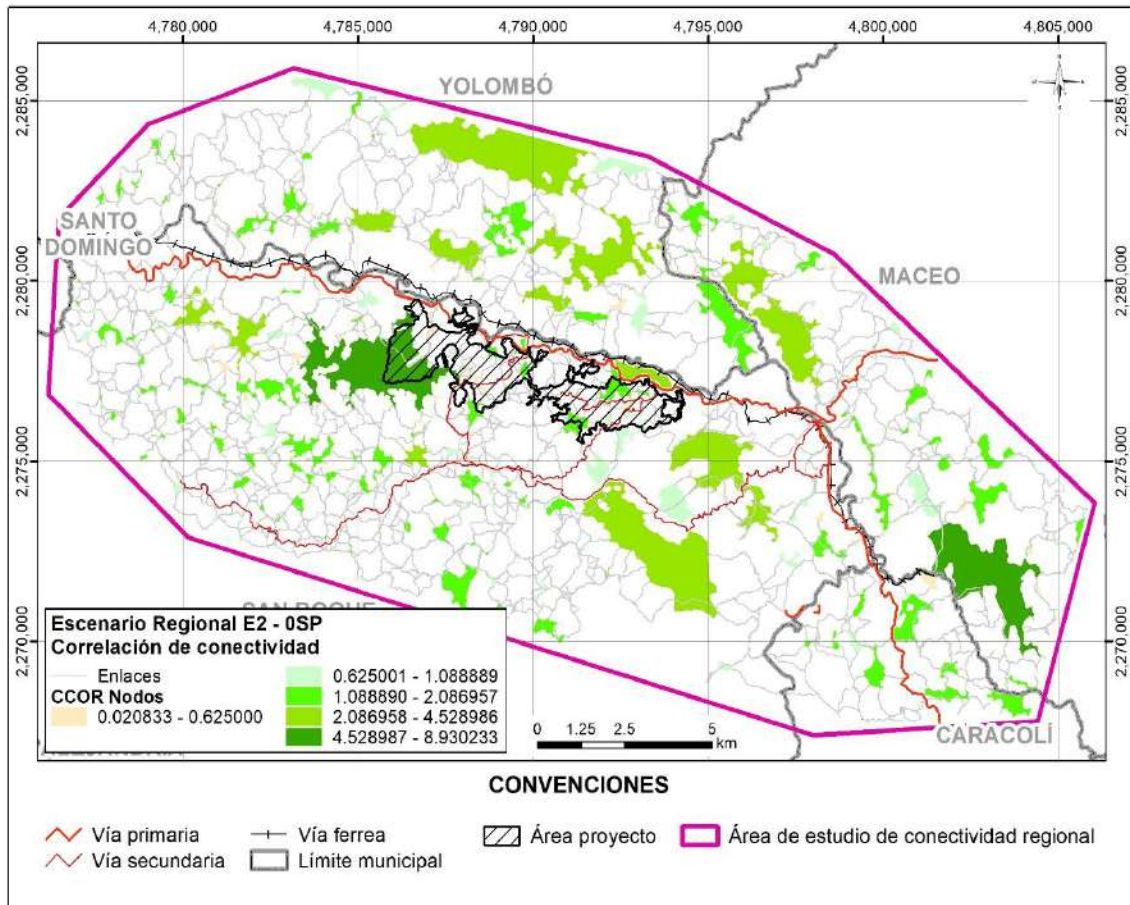 4,780,000 4,785,000 4,790,000 4,795,000 4,800,000 4,805,000
2,285,000 2,285,000
YOLOMBÓ
SANTO
DOMINGO
MACEO
2,280,000 2,280,000
2,275,000 2,275,000
2,270,000 2,270,000
SAN ROQUE
CARACOLÍ
Escenario Regional E2 - 0SP
Correlación de conectividad
Enlaces
CCOR Nodos
0.020833 - 0.625000
0.625001 - 1.088889
1.088890 - 2.086957
2.086958 - 4.528986
4.528987 - 8.930233
0 1.25 2.5 5
km
CONVENCIONES
Vía primaria
Vía secundaria
Vía ferrea
Límite municipal
Área proyecto
Área de estudio de conectividad regional